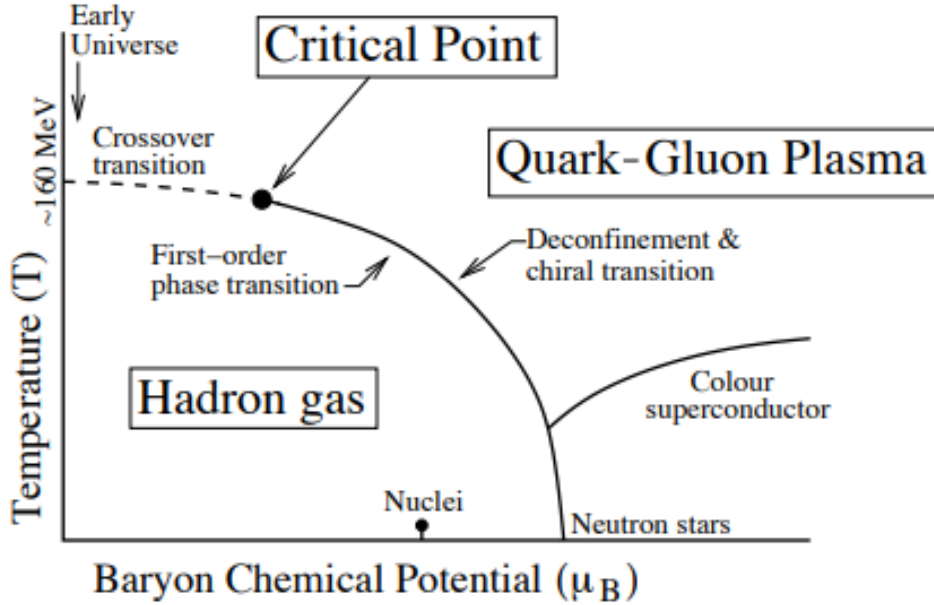 Early
Universe
Critical Point
Crossover
transition
Quark-Gluon Plasma
~160 MeV
First-order
phase transition
Deconfinement &
chiral transition
Temperature (T)
Hadron gas
Colour
superconductor
Nuclei
Neutron stars
Baryon Chemical Potential (μB)